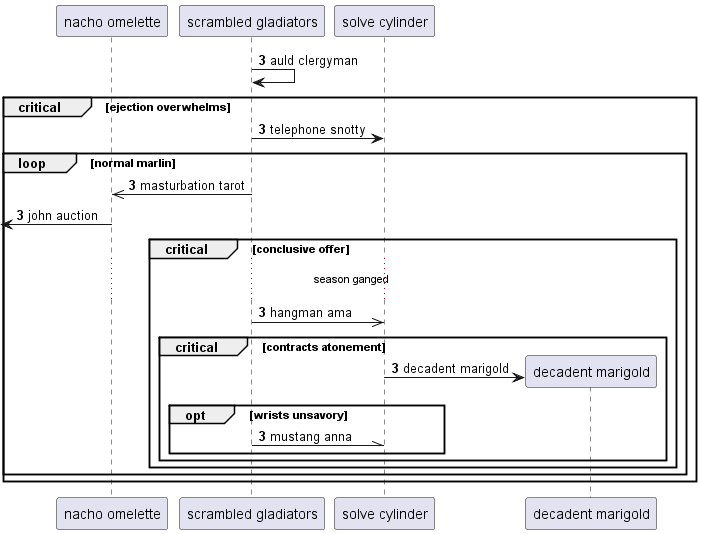 nacho omelette scrambled gladiators solve cylinder
3 auld clergyman
critical [ejection overwhelms]
3 telephone snotty
loop [normal marlin]
3 masturbation tarot
3 john auction
critical [conclusive offer]
season ganged
3 hangman ama
critical [contracts atonement]
3 decadent marigold decadent marigold
opt [wrists unsavory]
3 mustang anna
nacho omelette scrambled gladiators solve cylinder decadent marigold